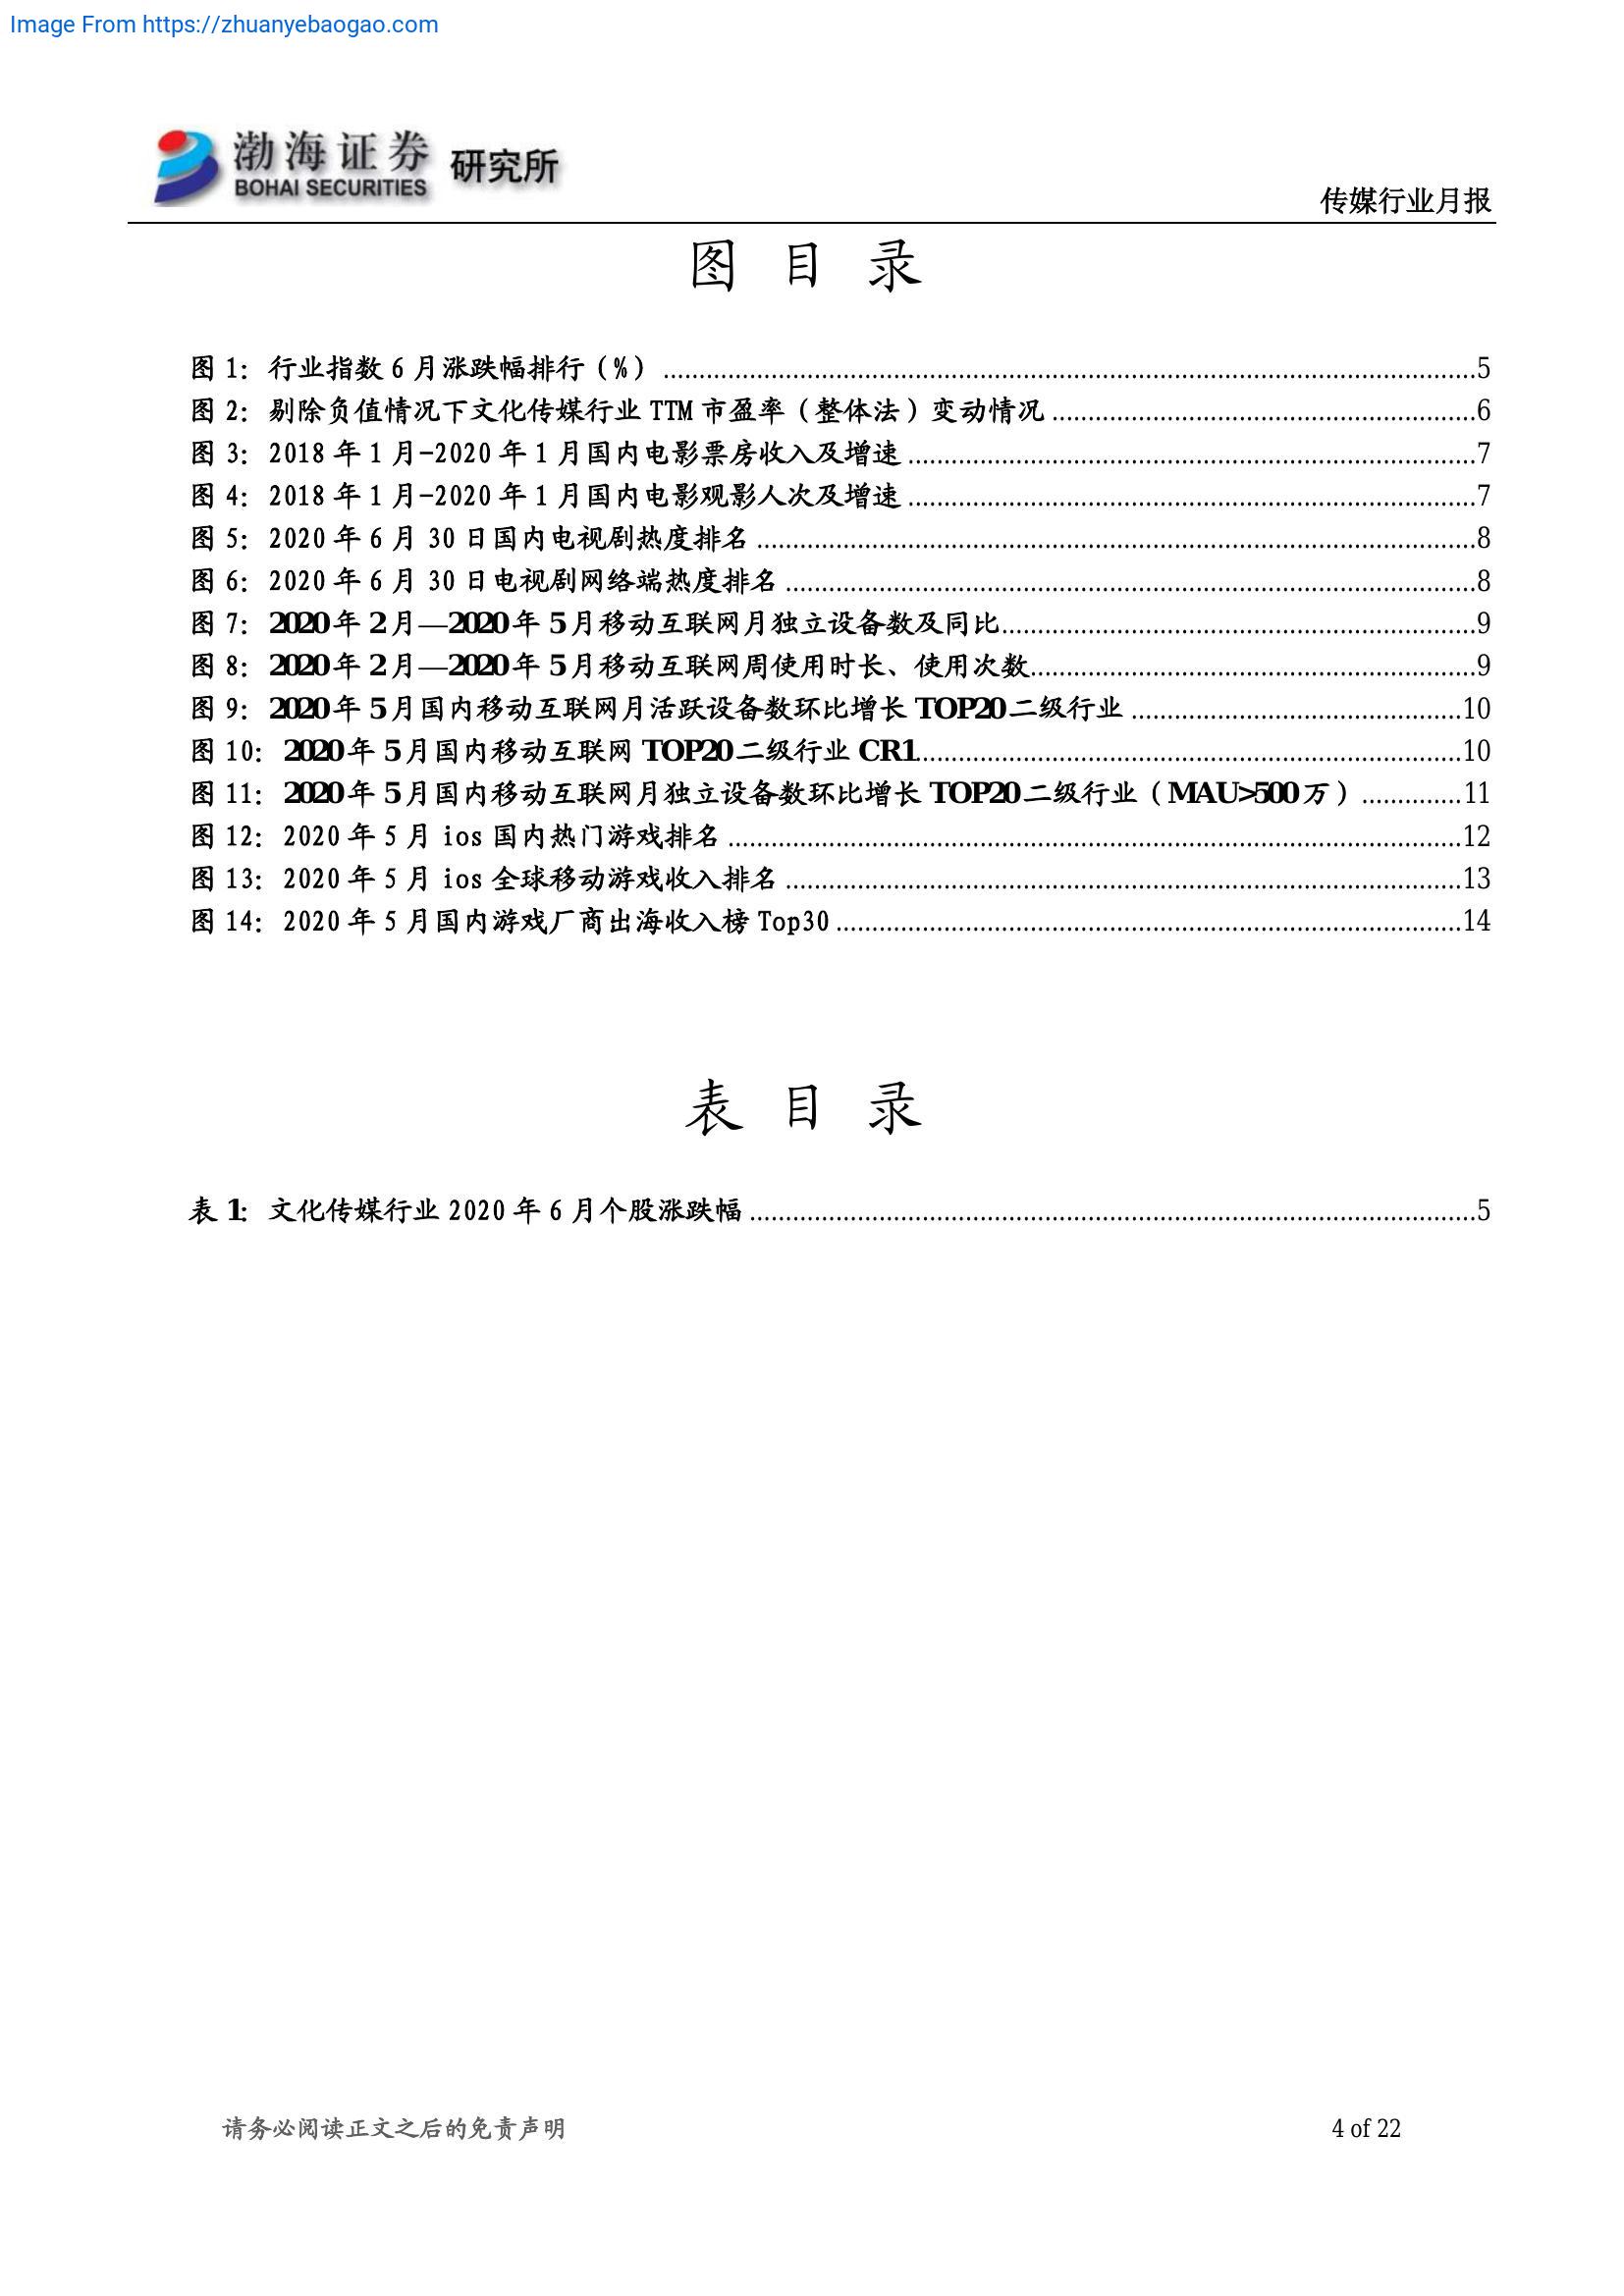 Image From https://zhuanyebaogao.com
渤海证券 研究所
BOHAI SECURITIES
传媒行业月报
图 目 录
图 1：行业指数 6 月涨跌幅排行（%）5
图 2：剔除负值情况下文化传媒行业 TTM 市盈率（整体法）变动情况6
图 3：2018 年 1 月-2020 年 1 月国内电影票房收入及增速7
图 4：2018 年 1 月-2020 年 1 月国内电影观影人次及增速7
图 5：2020 年 6 月 30 日国内电视剧热度排名8
图 6：2020 年 6 月 30 日电视剧网络端热度排名8
图 7：2020 年 2 月—2020 年 5 月移动互联网月独立设备数及同比9
图 8：2020 年 2 月—2020 年 5 月移动互联网周使用时长、使用次数9
图 9：2020 年 5 月国内移动互联网月活跃设备数环比增长 TOP20 二级行业10
图 10：2020 年 5 月国内移动互联网 TOP20 二级行业 CR110
图 11：2020 年 5 月国内移动互联网月独立设备数环比增长 TOP20 二级行业（MAU>500 万）11
图 12：2020 年 5 月 ios 国内热门游戏排名12
图 13：2020 年 5 月 ios 全球移动游戏收入排名13
图 14：2020 年 5 月国内游戏厂商出海收入榜 Top3014
表 目 录
表 1：文化传媒行业 2020 年 6 月个股涨跌幅5
请务必阅读正文之后的免责声明 4 of 22